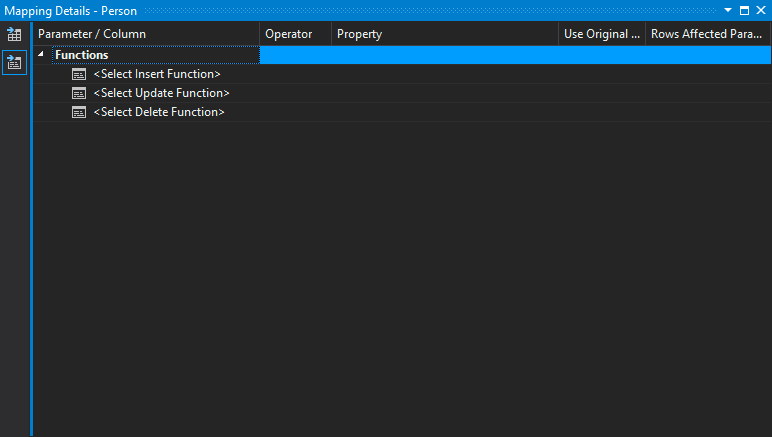 Mapping Details - Person
Parameter / Column Operator Property Use Original ... Rows Affected Para...
Functions
<Select Insert Function>
<Select Update Function>
<Select Delete Function>